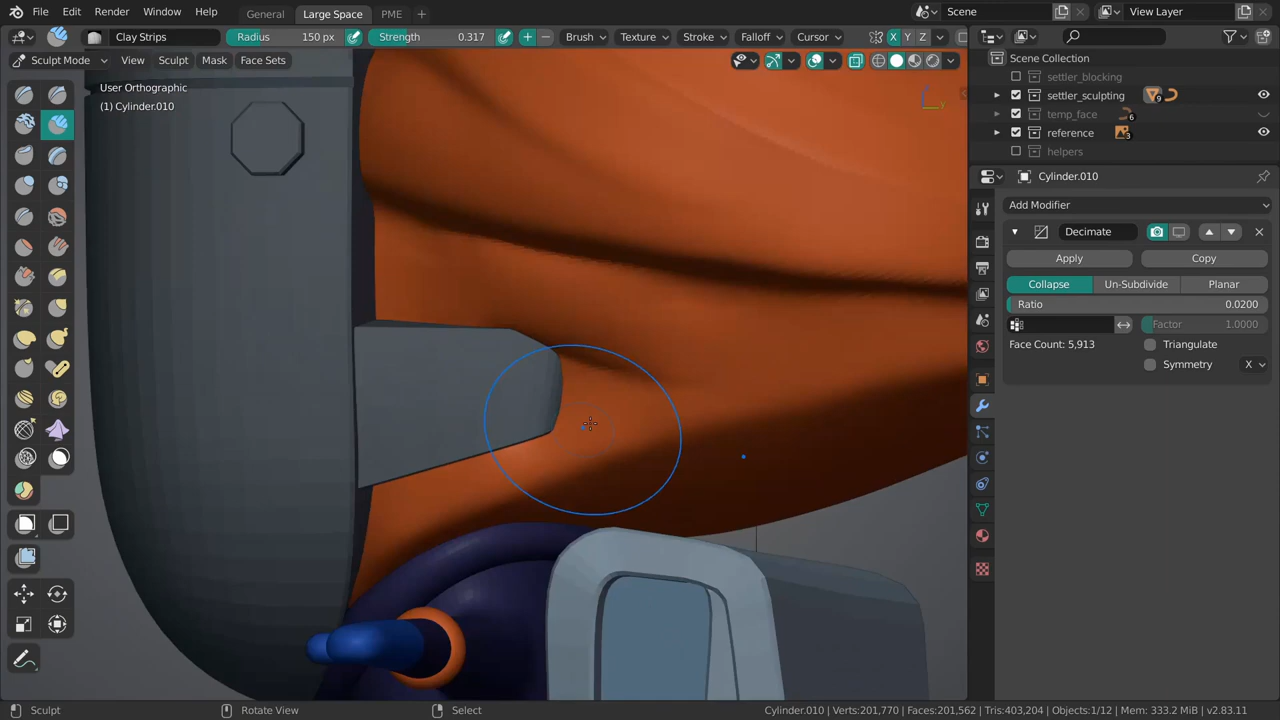 File Edit Render Window Help General Large Space PME + Scene View Layer
Clay Strips Radius 150 px Strength 0.317 Brush Texture Stroke Falloff Cursor X Y Z
Sculpt Mode View Sculpt Mask Face Sets
User Orthographic
(1) Cylinder.010
Y
Scene Collection
settler_blocking
settler_sculpting 9
temp_face 6
reference 3
helpers
Cylinder.010
Add Modifier
Decimate
Apply Copy
Collapse Un-Subdivide Planar
Ratio 0.0200
Factor 1.0000
Face Count: 5,913 Triangulate
Symmetry X
Sculpt Rotate View Select Cylinder.010 | Verts:201,770 | Faces:201,562 | Tris:403,204 | Objects:1/12 | Mem: 333.2 MiB | v2.83.11